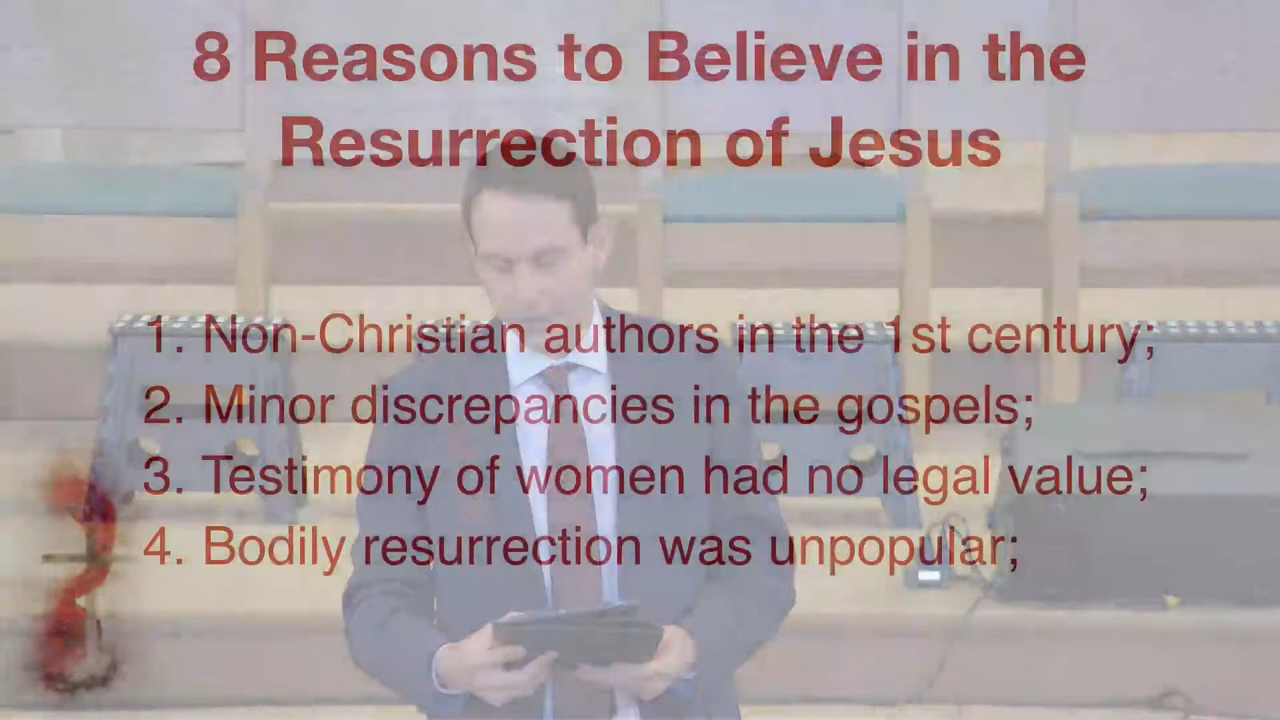 8 Reasons to Believe in the
Resurrection of Jesus
1. Non-Christian authors in the 1st century;
2. Minor discrepancies in the gospels;
3. Testimony of women had no legal value;
4. Bodily resurrection was unpopular;